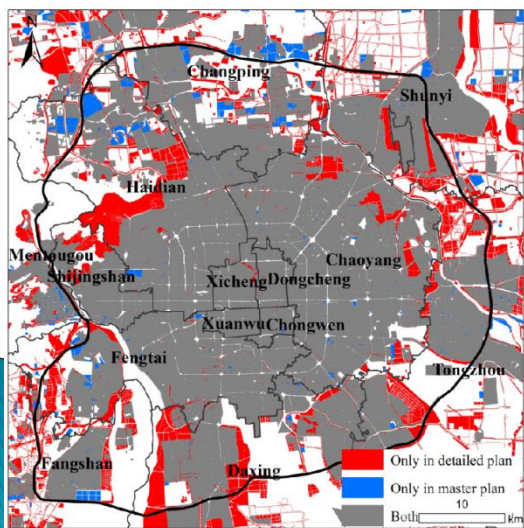 N
Changping
Shunyi
Haidian
Mentougou
Shijingshan
Chaoyang
Xicheng
Dongcheng
Xuanwu
Chongwen
Fengtai
Tongzhou
Fangshan
Daxing
Only in detailed plan
Only in master plan
Both
10
km